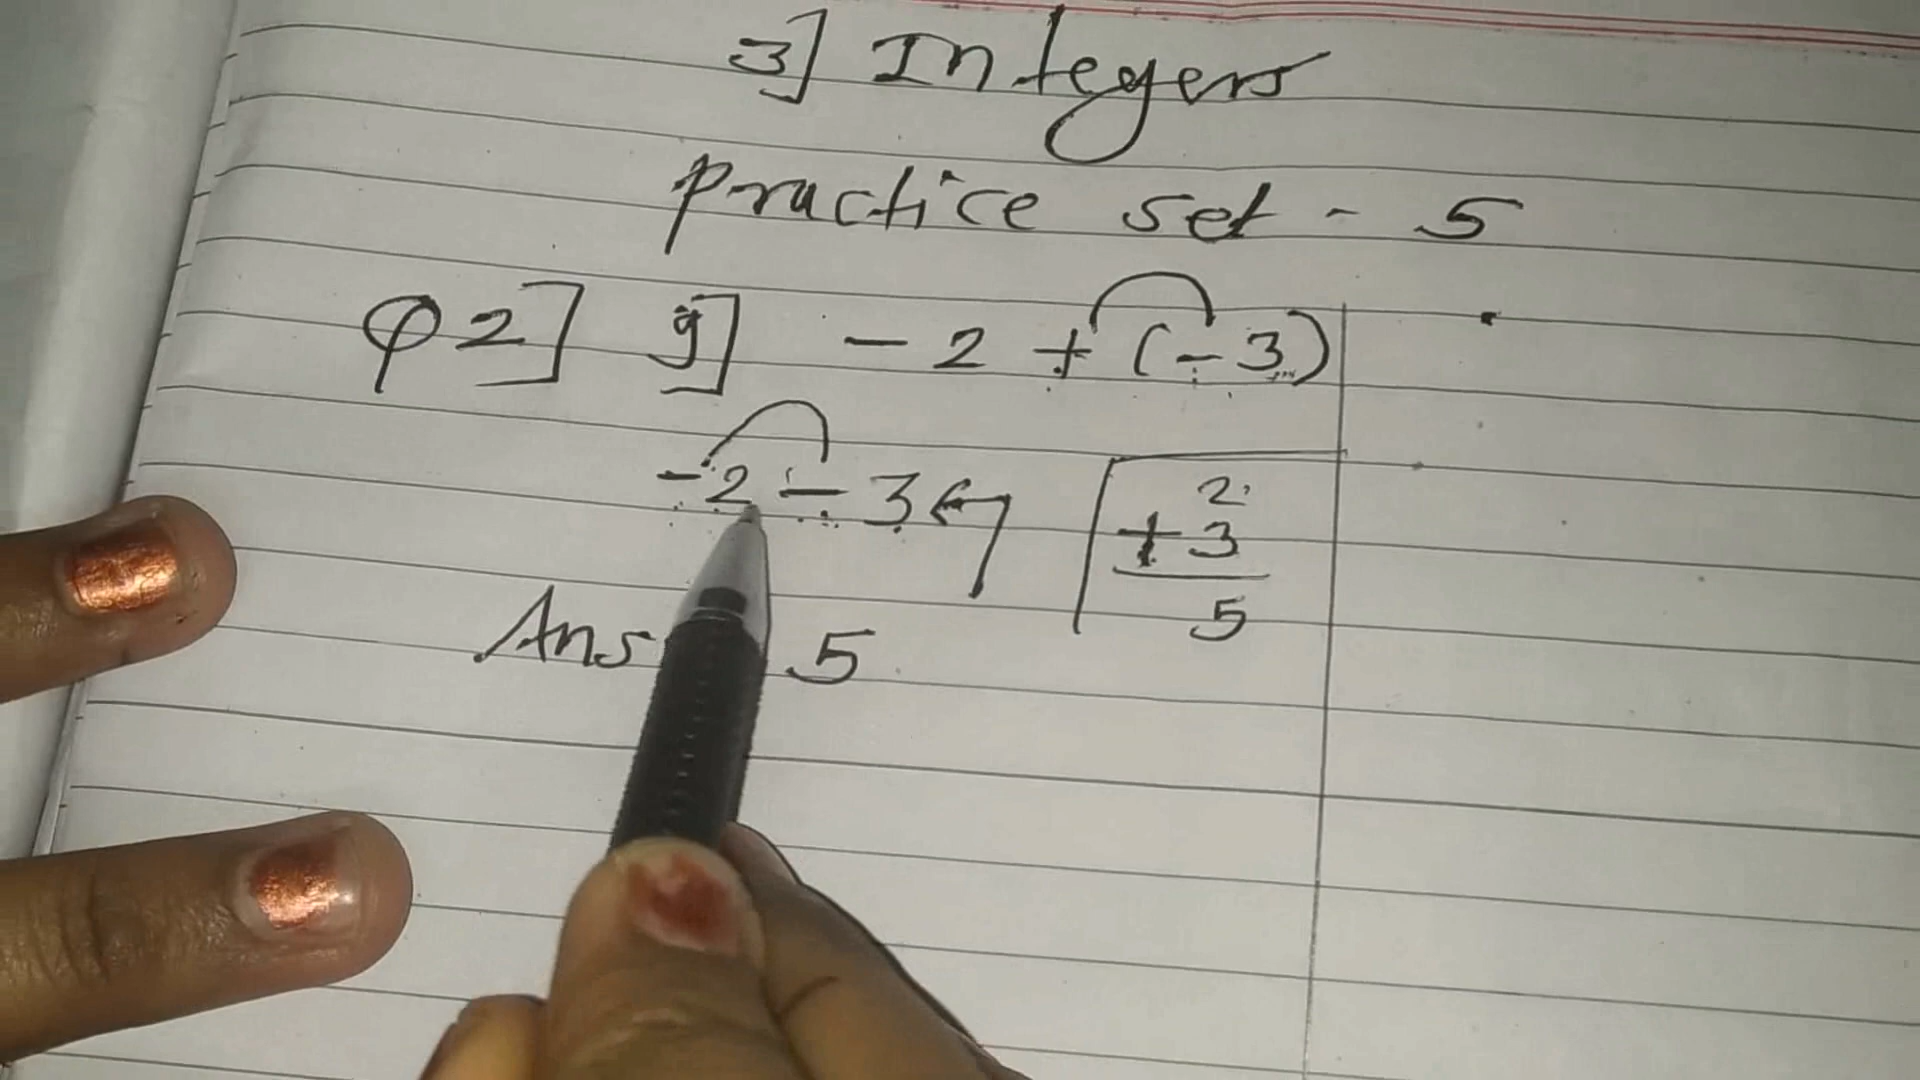 3] Integers
Practice set - 5
Q2] g] - 2 + (- 3)
- 2 - 3
2
+ 3
5
Ans 5